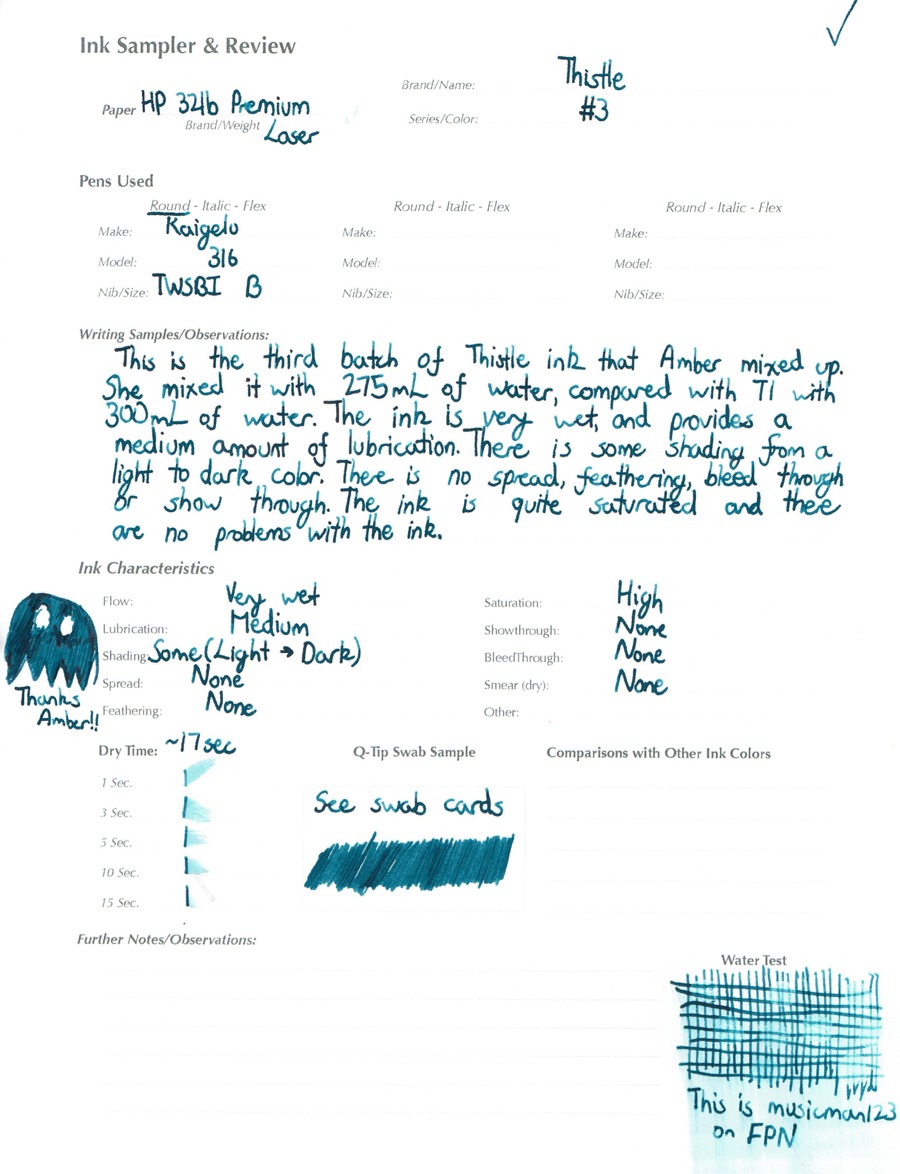 Ink Sampler & Review
Paper HP 32lb Premium
Brand/Weight Laser
Brand/Name: Thistle
Series/Color: #3
Pens Used
Round - Italic - Flex
Make: Kaigelu
Model: 316
Nib/Size: TWSBI B
Round - Italic - Flex
Make:
Model:
Nib/Size:
Round - Italic - Flex
Make:
Model:
Nib/Size:
Writing Samples/Observations:
This is the third batch of Thistle ink that Amber mixed up.
She mixed it with 275mL of water, compared with T1 with
300mL of water. The ink is very wet, and provides a
medium amount of lubrication. There is some shading from a
light to dark color. There is no spread, feathering, bleed through
or show through. The ink is quite saturated and there
are no problems with the ink.
Ink Characteristics
Flow: Very wet
Lubrication: Medium
Shading: Some (Light → Dark)
Spread: None
Feathering: None
Saturation: High
Showthrough: None
BleedThrough: None
Smear (dry): None
Other:
Thanks
Amber!!
Dry Time: ~17sec
1 Sec.
3 Sec.
5 Sec.
10 Sec.
15 Sec.
Q-Tip Swab Sample
See swab cards
Comparisons with Other Ink Colors
Further Notes/Observations:
Water Test
This is musicman123
on FPN